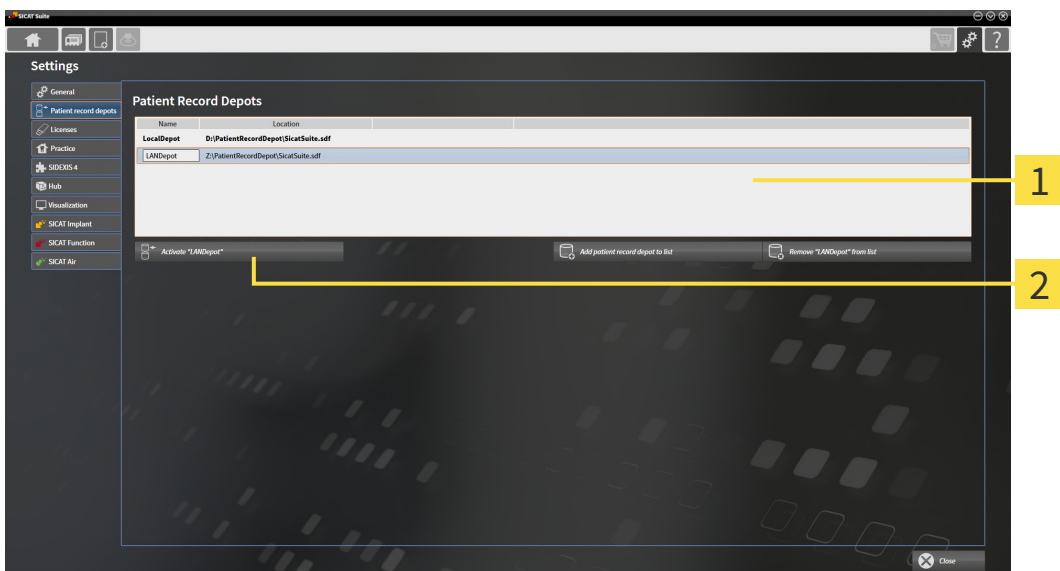 SICAT Suite
?
Settings
General
Patient record depots
Licenses
Practice
SIDEXIS 4
Hub
Visualization
SICAT Implant
SICAT Function
SICAT Air
Patient Record Depots
Name Location
LocalDepot D:\PatientRecordDepot\SicatSuite.sdf
LANDepot Z:\PatientRecordDepot\SicatSuite.sdf
Activate "LANDepot" Add patient record depot to list Remove "LANDepot" from list
1
2
Close